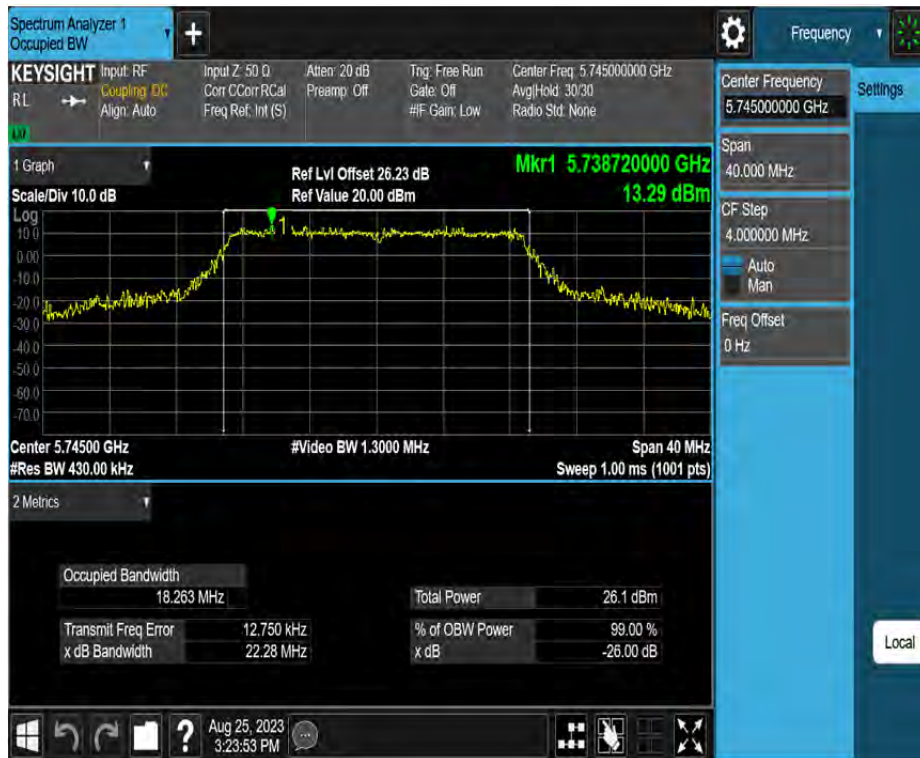 Spectrum Analyzer 1
Occupied BW
Frequency
KEYSIGHT
RL
Input: RF
Coupling: DC
Align: Auto
Input Z: 50 Ω
Corr CCorr RCal
Freq Ref: Int (S)
Atten: 20 dB
Preamp: Off
Trig: Free Run
Gate: Off
#IF Gain: Low
Center Freq: 5.745000000 GHz
Avg|Hold: 30/30
Radio Std: None
Center Frequency
5.745000000 GHz
Settings
Span
40.000 MHz
CF Step
4.000000 MHz
Auto
Man
Freq Offset
0 Hz
1 Graph
Scale/Div 10.0 dB
Ref Lvl Offset 26.23 dB
Ref Value 20.00 dBm
Mkr1 5.738720000 GHz
13.29 dBm
Log
10.0
0.00
-10.0
-20.0
-30.0
-40.0
-50.0
-60.0
-70.0
1
Center 5.74500 GHz
#Video BW 1.3000 MHz
Span 40 MHz
#Res BW 430.00 kHz
Sweep 1.00 ms (1001 pts)
2 Metrics
Occupied Bandwidth
18.263 MHz
Total Power 26.1 dBm
Transmit Freq Error 12.750 kHz
% of OBW Power 99.00 %
x dB Bandwidth 22.28 MHz
x dB -26.00 dB
Local
?
Aug 25, 2023
3:23:53 PM